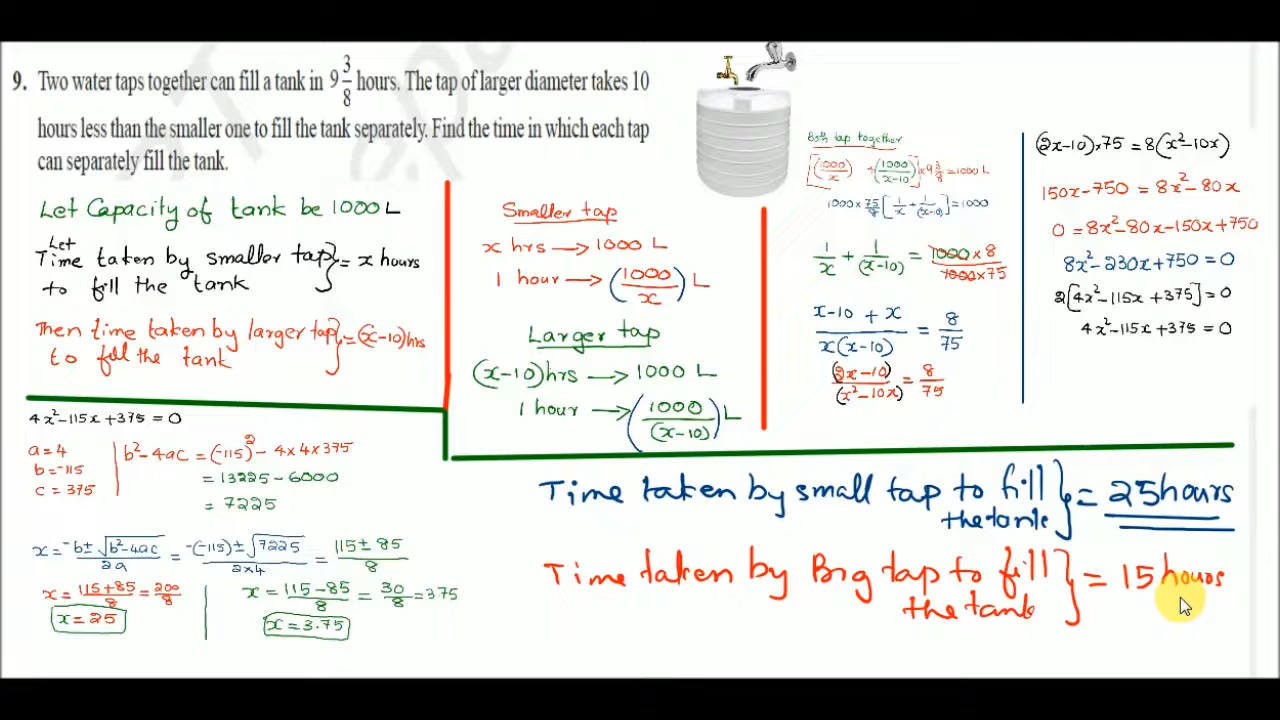 9. Two water taps together can fill a tank in 9 3/8 hours. The tap of larger diameter takes 10
hours less than the smaller one to fill the tank separately. Find the time in which each tap
can separately fill the tank.
Let Capacity of tank be 1000 L
Let
Time taken by smaller tap } = x hours
to fill the tank
Then time taken by larger tap } = (x-10) hrs
to fill the tank
Smaller tap
x hrs → 1000 L
1 hour → (1000/x) L
Larger tap
(x-10) hrs → 1000 L
1 hour → (1000/(x-10)) L
Both tap together
[(1000/x) + (1000/(x-10))] × 9 3/8 = 1000 L
1000 × 75/8 [1/x + 1/(x-10)] = 1000
1/x + 1/(x-10) = 1000 × 8 / 1000 × 75
x-10 + x / x(x-10) = 8/75
(2x-10) / (x²-10x) = 8/75
(2x-10) × 75 = 8(x²-10x)
150x-750 = 8x²-80x
0 = 8x²-80x-150x+750
8x²-230x+750 = 0
2[4x²-115x+375] = 0
4x²-115x+375 = 0
4x²-115x+375 = 0
a = 4
b = -115
c = 375
b²-4ac = (-115)² - 4×4×375
= 13225 - 6000
= 7225
x = -b ± √b²-4ac / 2a = -(-115) ± √7225 / 2×4 = 115 ± 85 / 8
x = 115+85 / 8 = 200/8
x = 25
x = 115-85 / 8 = 30/8 = 375
x = 3.75
Time taken by small tap to fill } = 25 hours
the tank
Time taken by Big tap to fill } = 15 hours
the tank